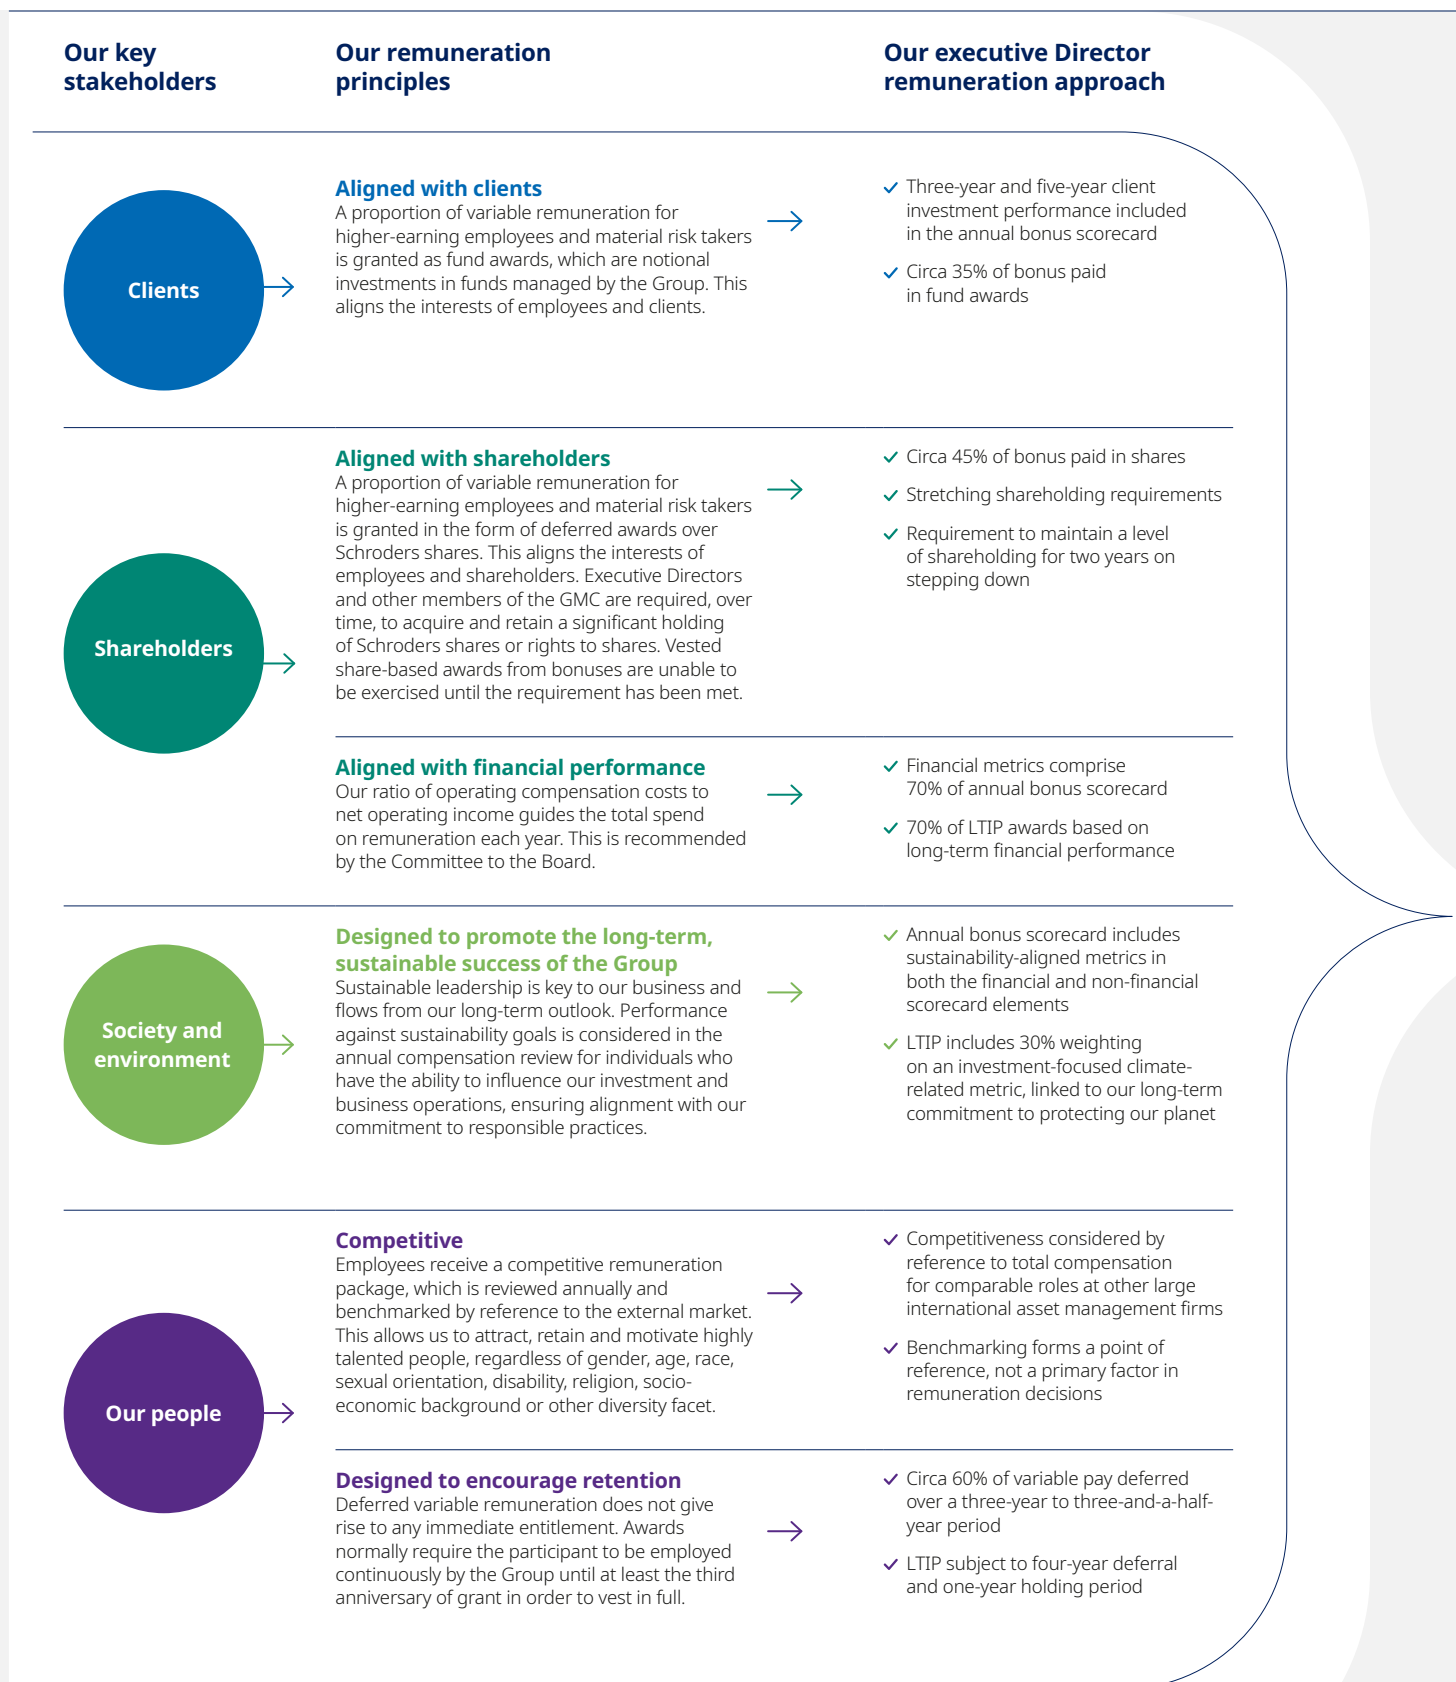 Our key
stakeholders
Our remuneration
principles
Our executive Director
remuneration approach
Clients
Aligned with clients
A proportion of variable remuneration for
higher-earning employees and material risk takers
is granted as fund awards, which are notional
investments in funds managed by the Group. This
aligns the interests of employees and clients.
Three-year and five-year client
investment performance included
in the annual bonus scorecard
Circa 35% of bonus paid
in fund awards
Shareholders
Aligned with shareholders
A proportion of variable remuneration for
higher-earning employees and material risk takers
is granted in the form of deferred awards over
Schroders shares. This aligns the interests of
employees and shareholders. Executive Directors
and other members of the GMC are required, over
time, to acquire and retain a significant holding
of Schroders shares or rights to shares. Vested
share-based awards from bonuses are unable to
be exercised until the requirement has been met.
Circa 45% of bonus paid in shares
Stretching shareholding requirements
Requirement to maintain a level
of shareholding for two years on
stepping down
Aligned with financial performance
Our ratio of operating compensation costs to
net operating income guides the total spend
on remuneration each year. This is recommended
by the Committee to the Board.
Financial metrics comprise
70% of annual bonus scorecard
70% of LTIP awards based on
long-term financial performance
Society and
environment
Designed to promote the long-term,
sustainable success of the Group
Sustainable leadership is key to our business and
flows from our long-term outlook. Performance
against sustainability goals is considered in the
annual compensation review for individuals who
have the ability to influence our investment and
business operations, ensuring alignment with our
commitment to responsible practices.
Annual bonus scorecard includes
sustainability-aligned metrics in
both the financial and non-financial
scorecard elements
LTIP includes 30% weighting
on an investment-focused climate-
related metric, linked to our long-term
commitment to protecting our planet
Our people
Competitive
Employees receive a competitive remuneration
package, which is reviewed annually and
benchmarked by reference to the external market.
This allows us to attract, retain and motivate highly
talented people, regardless of gender, age, race,
sexual orientation, disability, religion, socio-
economic background or other diversity facet.
Competitiveness considered by
reference to total compensation
for comparable roles at other large
international asset management firms
Benchmarking forms a point of
reference, not a primary factor in
remuneration decisions
Designed to encourage retention
Deferred variable remuneration does not give
rise to any immediate entitlement. Awards
normally require the participant to be employed
continuously by the Group until at least the third
anniversary of grant in order to vest in full.
Circa 60% of variable pay deferred
over a three-year to three-and-a-half-
year period
LTIP subject to four-year deferral
and one-year holding period